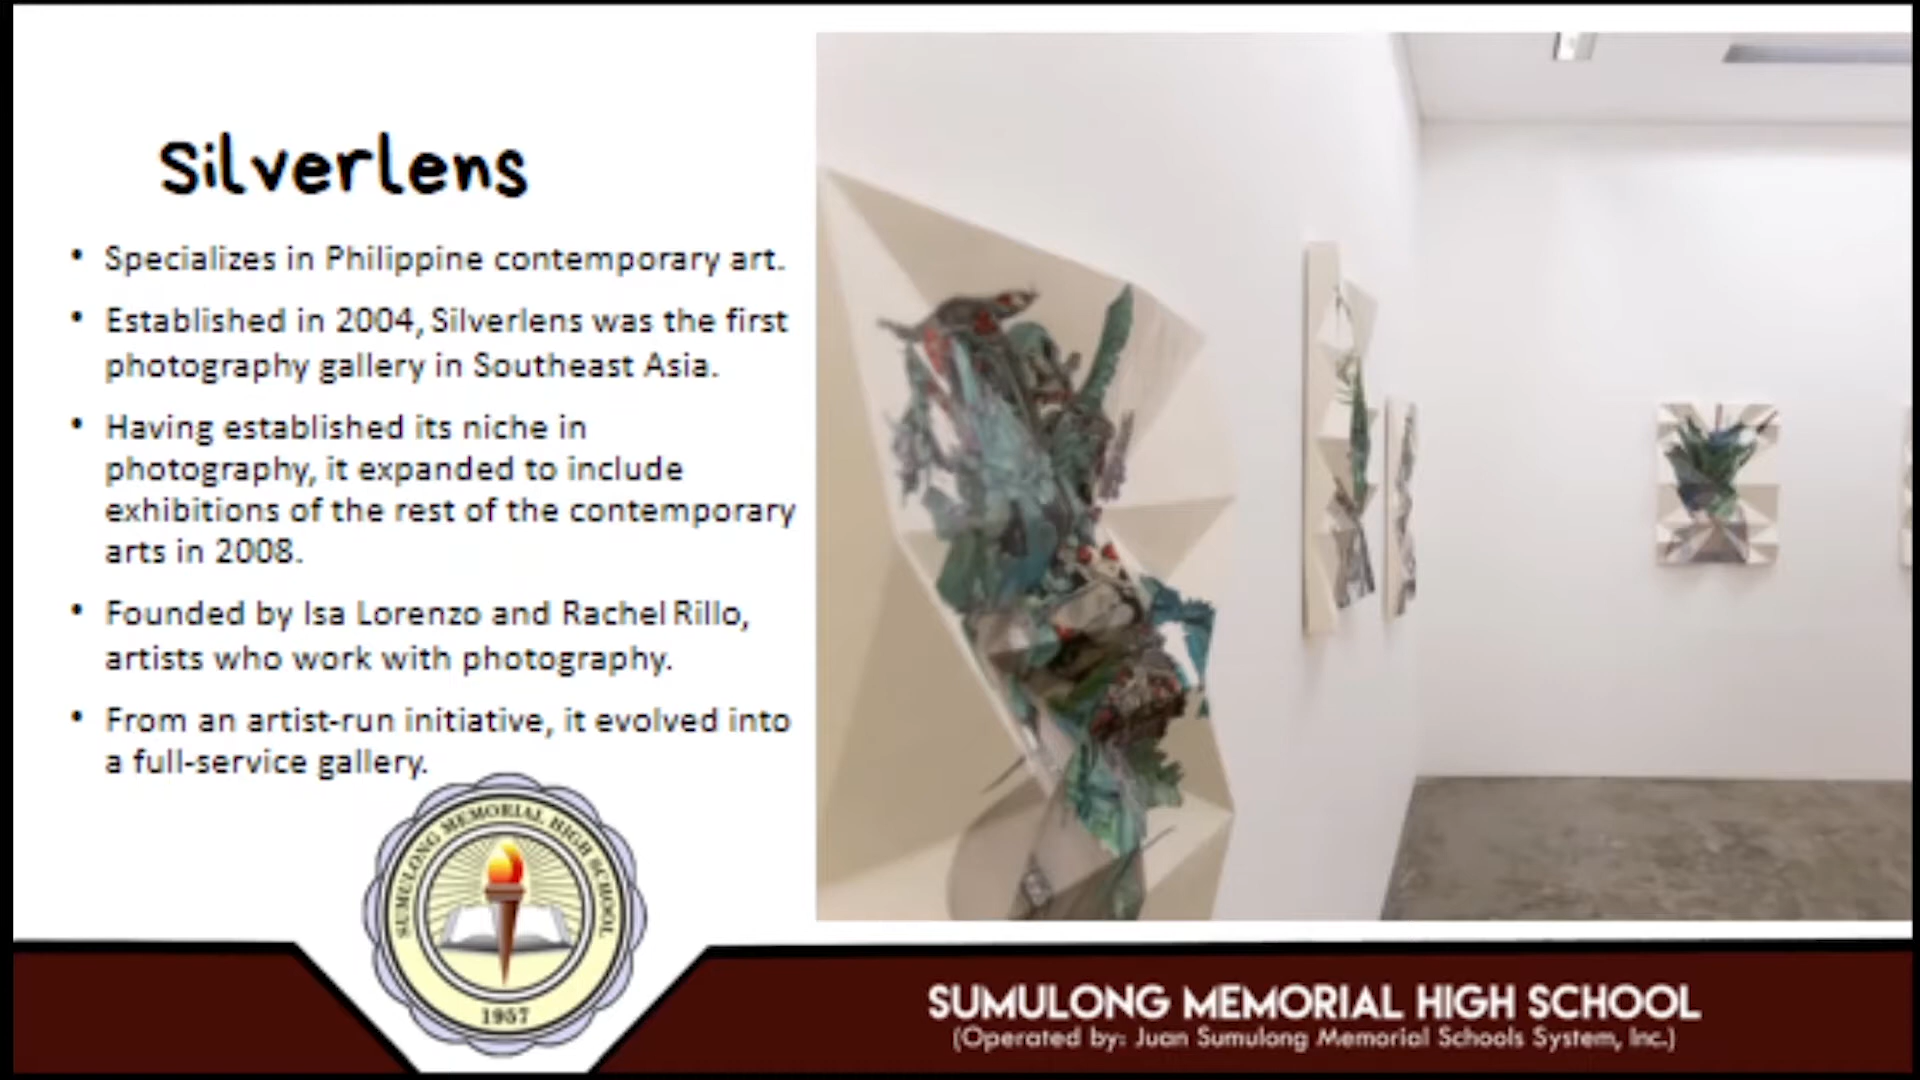 Silverlens
• Specializes in Philippine contemporary art.
• Established in 2004, Silverlens was the first
photography gallery in Southeast Asia.
• Having established its niche in
photography, it expanded to include
exhibitions of the rest of the contemporary
arts in 2008.
• Founded by Isa Lorenzo and Rachel Rillo,
artists who work with photography.
• From an artist-run initiative, it evolved into
a full-service gallery.
SUMULONG MEMORIAL HIGH SCHOOL
1957
SUMULONG MEMORIAL HIGH SCHOOL
(Operated by: Juan Sumulong Memorial Schools System, Inc.)